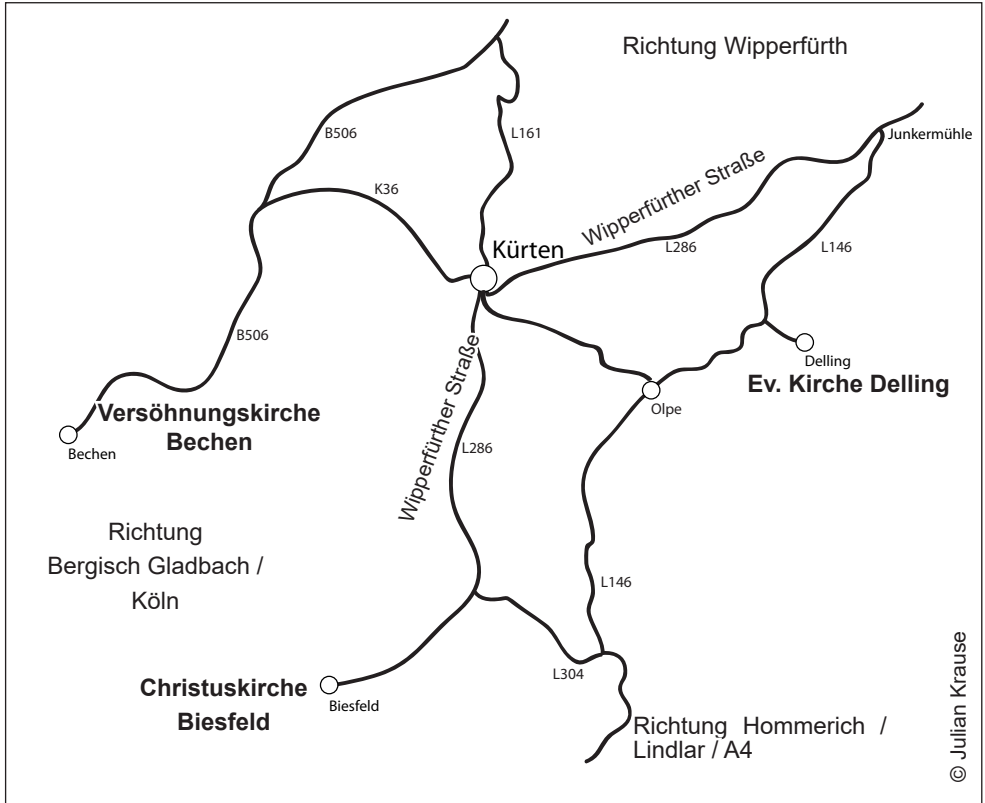 Richtung Wipperfürth
B506
L161
Junkermühle
K36
Wipperfürther Straße
Kürten
L286
L146
B506
Delling
Ev. Kirche Delling
Wipperfürther Straße
Olpe
Versöhnungskirche
Bechen
Bechen
L286
Richtung
Bergisch Gladbach /
Köln
L146
L304
Christuskirche
Biesfeld
Biesfeld
Richtung Hommerich /
Lindlar / A4
© Julian Krause